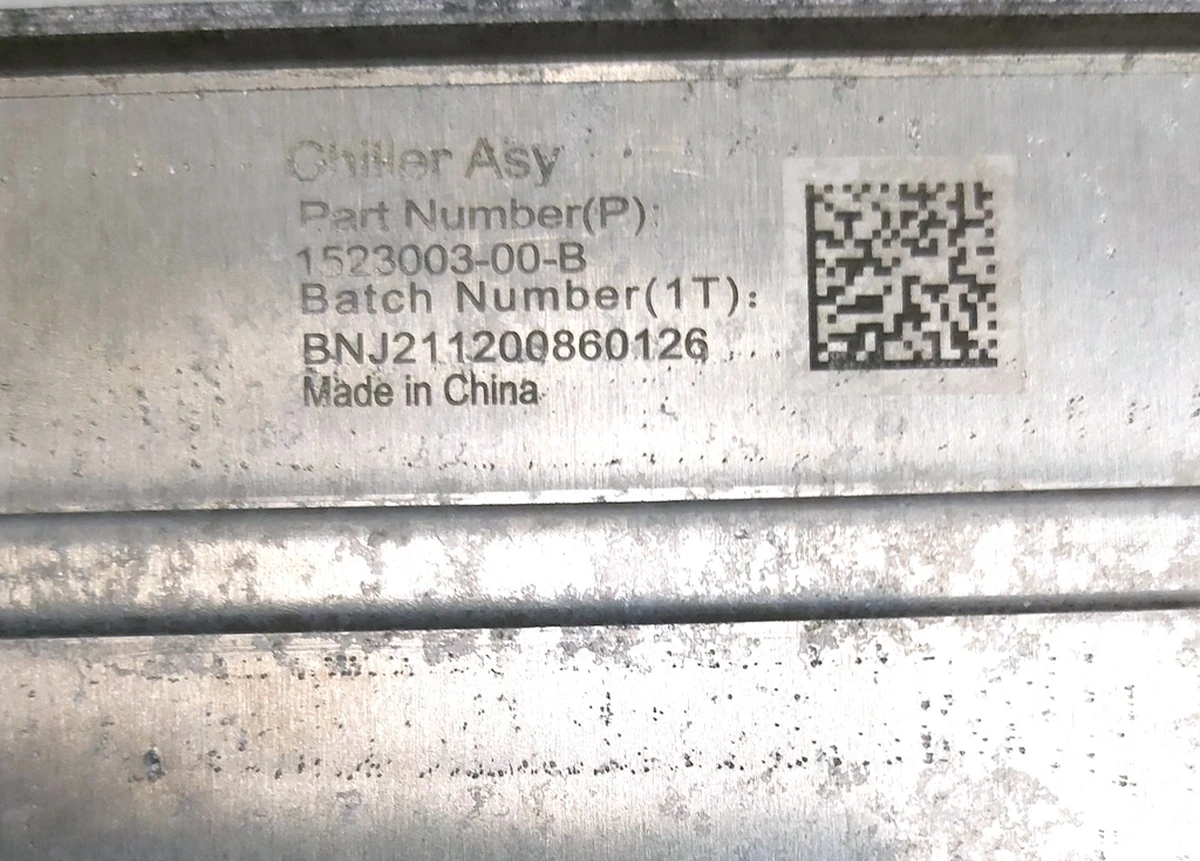 Chiller Asy
Part Number(P):
1523003-00-B
Batch Number(1T):
BNJ211200860126
Made in China